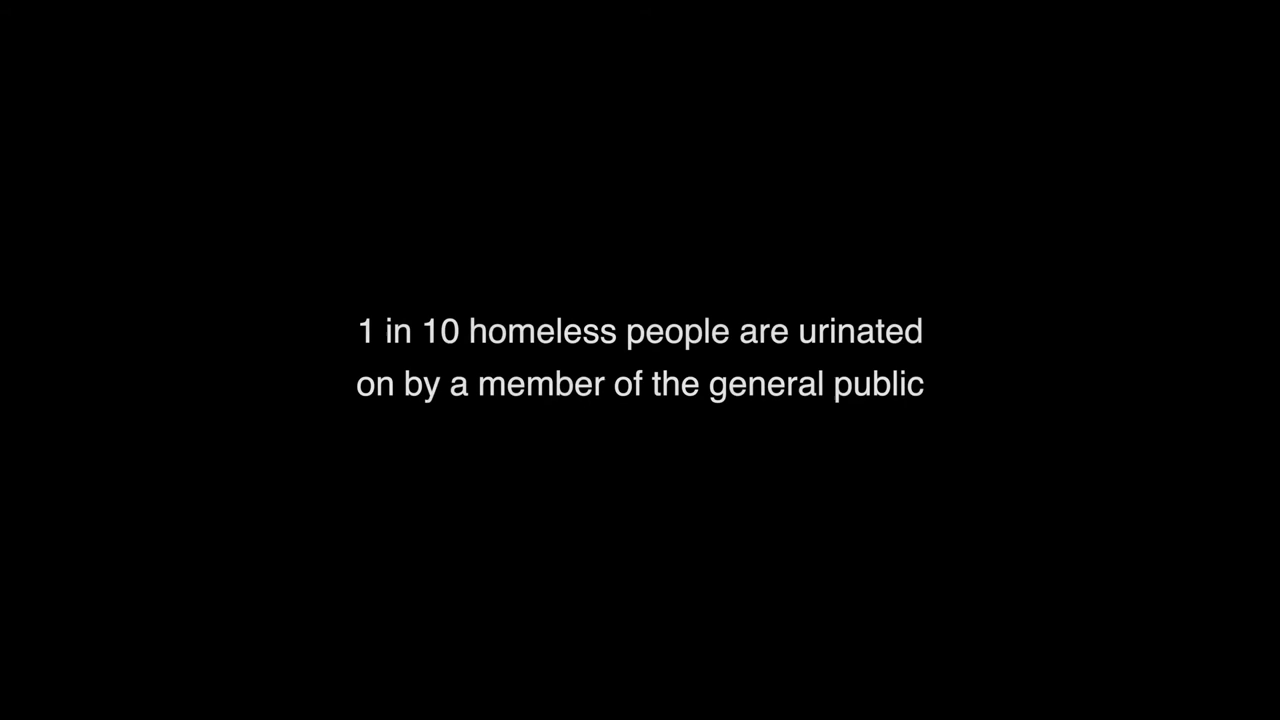 1 in 10 homeless people are urinated
on by a member of the general public